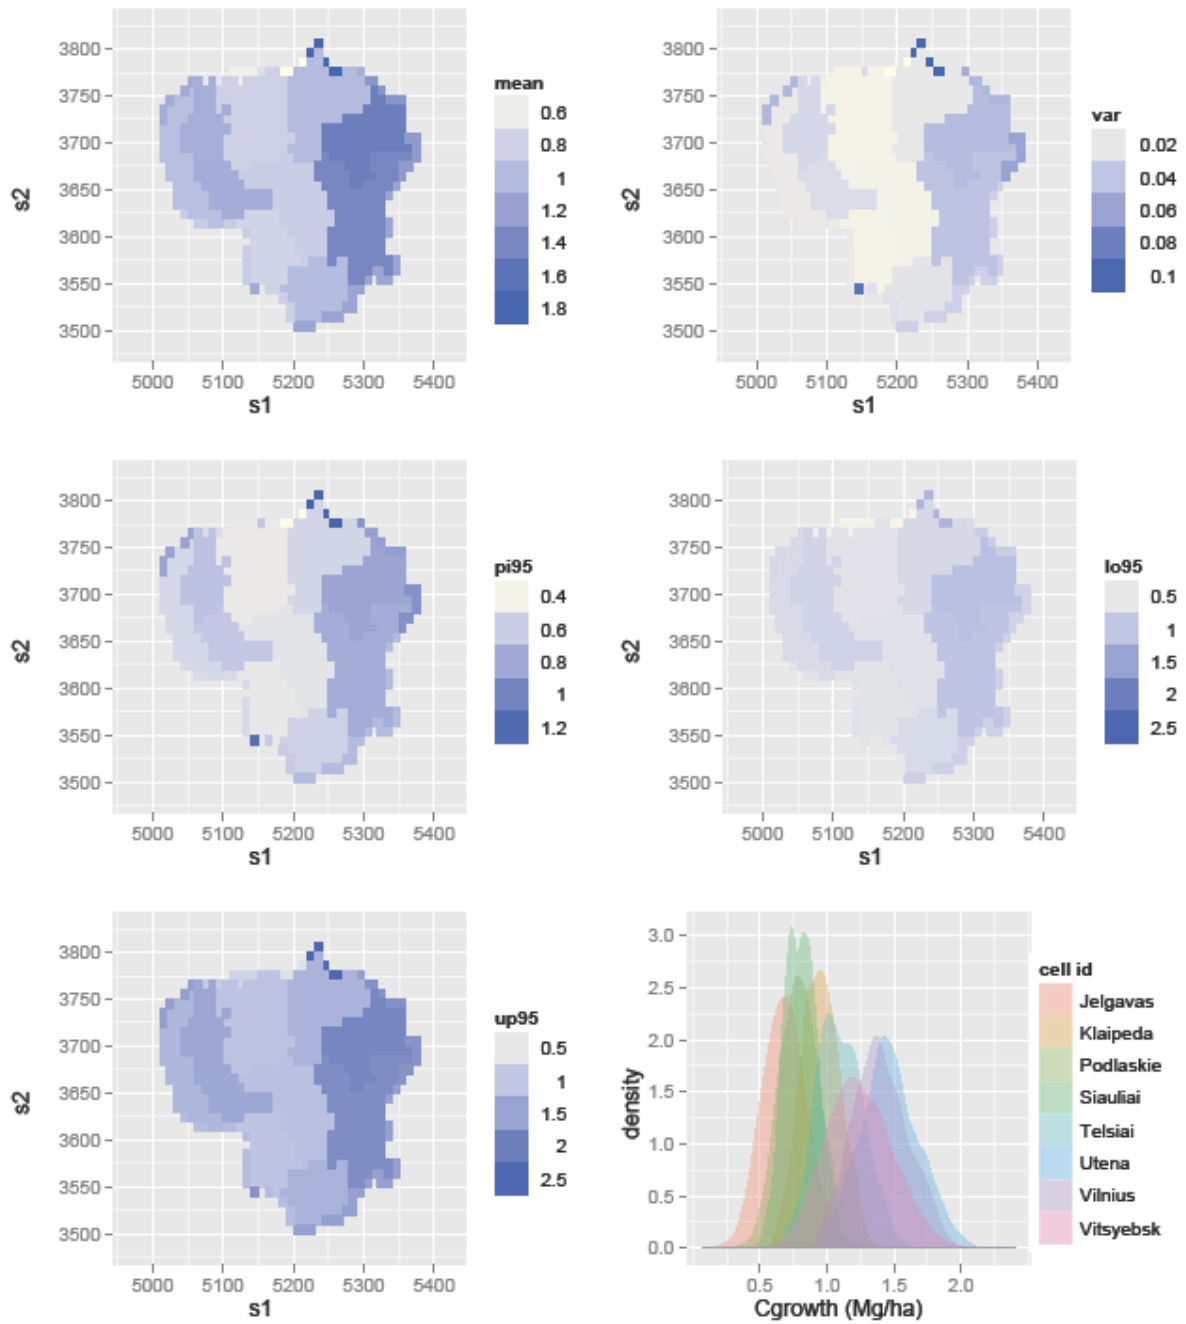 3800
3750
3700
3650
3600
3550
3500
s2
5000 5100 5200 5300 5400
s1
mean
0.6
0.8
1
1.2
1.4
1.6
1.8
3800
3750
3700
3650
3600
3550
3500
s2
5000 5100 5200 5300 5400
s1
var
0.02
0.04
0.06
0.08
0.1
3800
3750
3700
3650
3600
3550
3500
s2
5000 5100 5200 5300 5400
s1
pi95
0.4
0.6
0.8
1
1.2
3800
3750
3700
3650
3600
3550
3500
s2
5000 5100 5200 5300 5400
s1
lo95
0.5
1
1.5
2
2.5
3800
3750
3700
3650
3600
3550
3500
s2
5000 5100 5200 5300 5400
s1
up95
0.5
1
1.5
2
2.5
3.0
2.5
2.0
1.5
1.0
0.5
0.0
density
0.5 1.0 1.5 2.0
Cgrowth (Mg/ha)
cell id
Jelgavas
Klaipeda
Podlaskie
Siauliai
Telsiai
Utena
Vilnius
Vitsyebsk